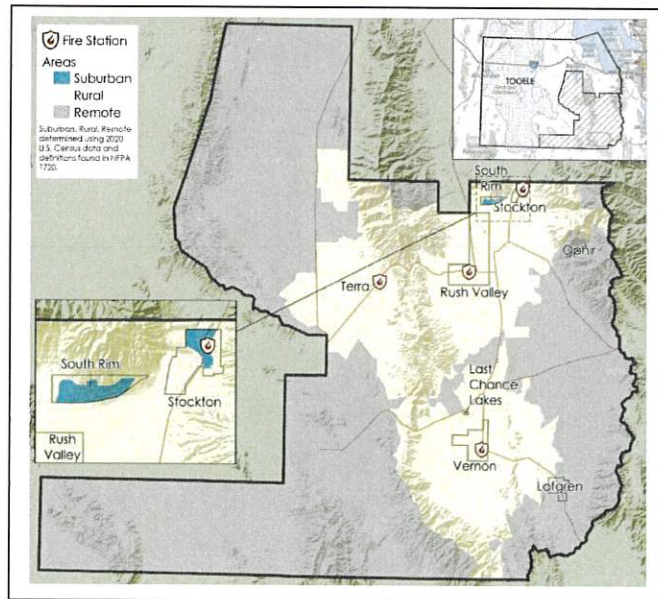 Fire Station
Areas
Suburban
Rural
Remote
Suburban, Rural, Remote
determined using 2020
U.S. Census data and
definitions found in NFPA
1720.
TOOELE
South
Rim
Stockton
Ophir
Terra
Rush Valley
South Rim
Stockton
Rush
Valley
Last
Chance
Lakes
Vernon
Lofgren